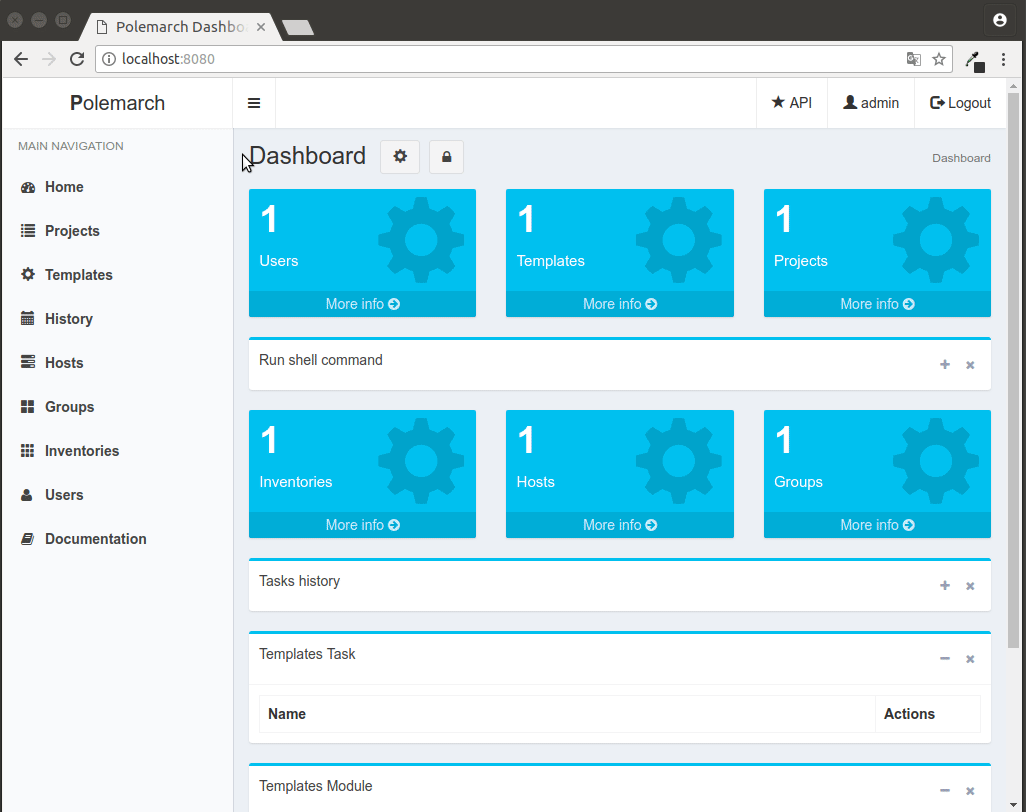 Polemarch Dashbo
localhost:8080
Polemarch
API
admin
Logout
MAIN NAVIGATION
Home
Projects
Templates
History
Hosts
Groups
Inventories
Users
Documentation
Dashboard
Dashboard
1
Users
More info
1
Templates
More info
1
Projects
More info
Run shell command
1
Inventories
More info
1
Hosts
More info
1
Groups
More info
Tasks history
Templates Task
Name Actions
Templates Module